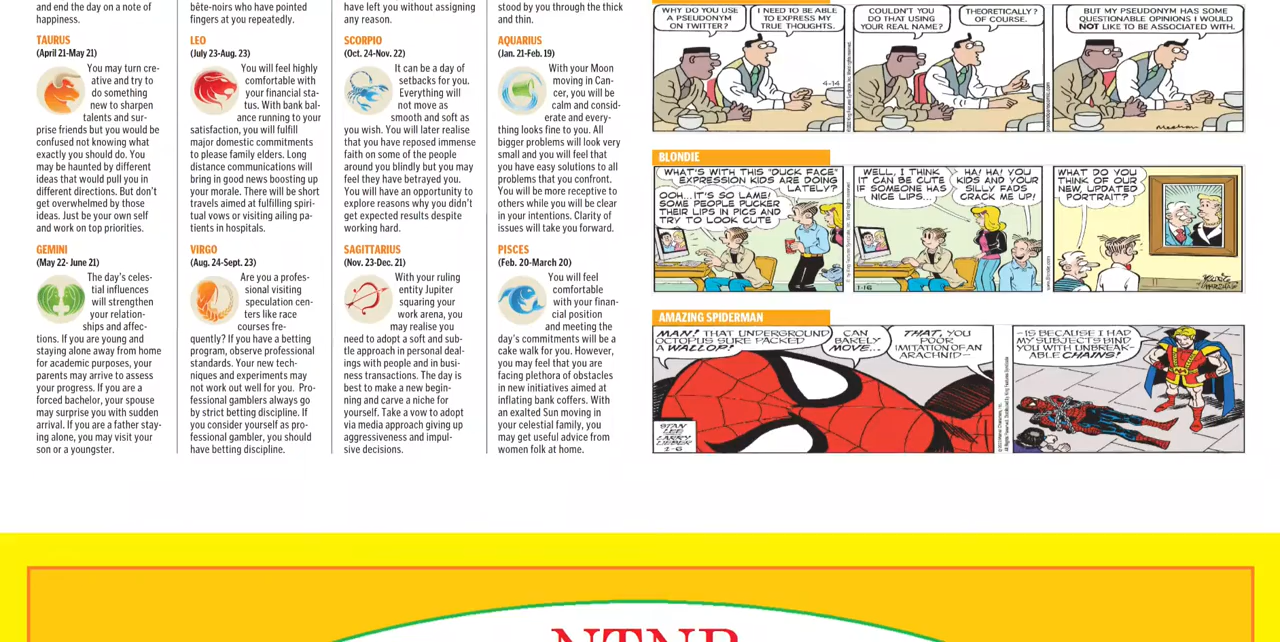 and end the day on a note of
happiness.
TAURUS
(April 21-May 21)
You may turn cre-
ative and try to
do something
new to sharpen
talents and sur-
prise friends but you would be
confused not knowing what
exactly you should do. You
may be haunted by different
ideas that would pull you in
different directions. But don't
get overwhelmed by those
ideas. Just be your own self
and work on top priorities.
GEMINI
(May 22- June 21)
The day's celes-
tial influences
will strengthen
your relation-
ships and affec-
tions. If you are young and
staying alone away from home
for academic purposes, your
parents may arrive to assess
your progress. If you are a
forced bachelor, your spouse
may surprise you with sudden
arrival. If you are a father stay-
ing alone, you may visit your
son or a youngster.
bête-noirs who have pointed
fingers at you repeatedly.
LEO
(July 23-Aug. 23)
You will feel highly
comfortable with
your financial sta-
tus. With bank bal-
ance running to your
satisfaction, you will fulfill
major domestic commitments
to please family elders. Long
distance communications will
bring in good news boosting up
your morale. There will be short
travels aimed at fulfilling spiri-
tual vows or visiting ailing pa-
tients in hospitals.
VIRGO
(Aug. 24-Sept. 23)
Are you a profes-
sional visiting
speculation cen-
ters like race
courses fre-
quently? If you have a betting
program, observe professional
standards. Your new tech-
niques and experiments may
not work out well for you. Pro-
fessional gamblers always go
by strict betting discipline. If
you consider yourself as pro-
fessional gambler, you should
have betting discipline.
have left you without assigning
any reason.
SCORPIO
(Oct. 24-Nov. 22)
It can be a day of
setbacks for you.
Everything will
not move as
smooth and soft as
you wish. You will later realise
that you have reposed immense
faith on some of the people
around you blindly but you may
feel they have betrayed you.
You will have an opportunity to
explore reasons why you didn't
get expected results despite
working hard.
SAGITTARIUS
(Nov. 23-Dec. 21)
With your ruling
entity Jupiter
squaring your
work arena, you
may realise you
need to adopt a soft and sub-
tle approach in personal deal-
ings with people and in busi-
ness transactions. The day is
best to make a new begin-
ning and carve a niche for
yourself. Take a vow to adopt
via media approach giving up
aggressiveness and impul-
sive decisions.
stood by you through the thick
and thin.
AQUARIUS
(Jan. 21-Feb. 19)
With your Moon
moving in Can-
cer, you will be
calm and consid-
erate and every-
thing looks fine to you. All
bigger problems will look very
small and you will feel that
you have easy solutions to all
problems that you confront.
You will be more receptive to
others while you will be clear
in your intentions. Clarity of
issues will take you forward.
PISCES
(Feb. 20-March 20)
You will feel
comfortable
with your finan-
cial position
and meeting the
day's commitments will be a
cake walk for you. However,
you may feel that you are
facing plethora of obstacles
in new initiatives aimed at
inflating bank coffers. With
an exalted Sun moving in
your celestial family, you
may get useful advice from
women folk at home.
WHY DO YOU USE
A PSEUDONYM
ON TWITTER?
I NEED TO BE ABLE
TO EXPRESS MY
TRUE THOUGHTS.
4-14
COULDN'T YOU
DO THAT USING
YOUR REAL NAME?
THEORETICALLY?
OF COURSE.
BUT MY PSEUDONYM HAS SOME
QUESTIONABLE OPINIONS I WOULD
NOT LIKE TO BE ASSOCIATED WITH.
BLONDIE
WHAT'S WITH THIS "DUCK FACE"
EXPRESSION KIDS ARE DOING
LATELY?
OOH, IT'S SO LAME!
SOME PEOPLE PUCKER
THEIR LIPS IN PICS AND
TRY TO LOOK CUTE
WELL, I THINK
IT CAN BE CUTE
IF SOMEONE HAS
NICE LIPS...
HA! HA! YOU
KIDS AND YOUR
SILLY FADS
CRACK ME UP!
1-16
WHAT DO YOU
THINK OF OUR
NEW, UPDATED
PORTRAIT?
AMAZING SPIDERMAN
MAN! THAT UNDERGROUND
OCTOPUS SURE PACKED
A WALLOP!
CAN
BARELY
MOVE...
THAT, YOU
POOR
IMITATION OF AN
ARACHNID--
STAN
LEE
LARRY
LIEBER
2-6
--IS BECAUSE I HAD
MY SUBJECTS BIND
YOU WITH UNBREAK-
ABLE CHAINS!